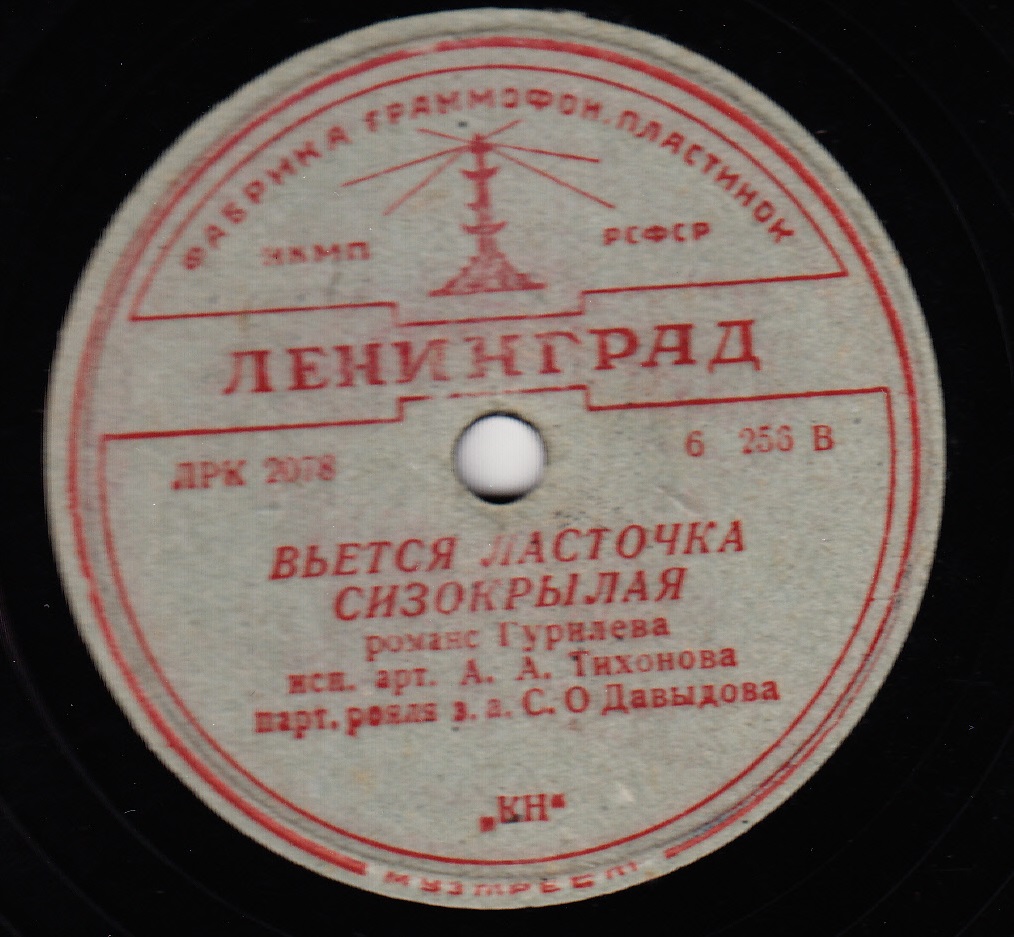 ФАБРИКА ГРАММОФОН. ПЛАСТИНОК
НКМП РСФСР
ЛЕНИНГРАД
ЛРК 2078 6 256 В
ВЬЕТСЯ ЛАСТОЧКА
СИЗОКРЫЛАЯ
романс Гурилева
исп. арт. А. А. Тихонова
парт. рояля з. а. С. О Давыдова
„КН“